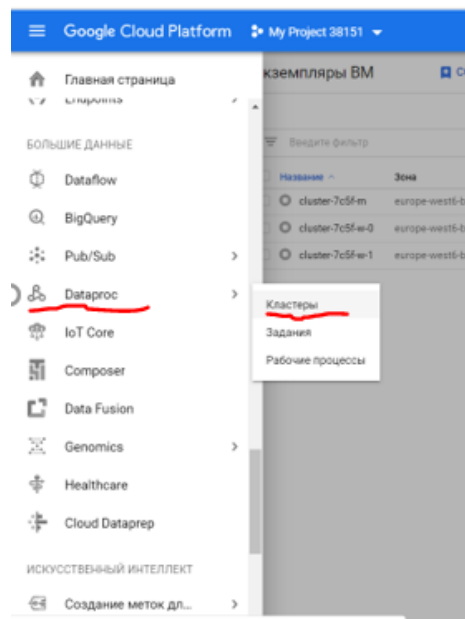 Google Cloud Platform My Project 38151
Главная страница
кземпляры ВМ
Endpoints
БОЛЬШИЕ ДАННЫЕ
Введите фильтр
Dataflow
Название Зона
cluster-7c5f-m europe-west6-b
BigQuery
cluster-7c5f-w-0 europe-west6-b
Pub/Sub
cluster-7c5f-w-1 europe-west6-b
Dataproc
Кластеры
IoT Core
Задания
Composer
Рабочие процессы
Data Fusion
Genomics
Healthcare
Cloud Dataprep
ИСКУССТВЕННЫЙ ИНТЕЛЛЕКТ
Создание меток дл...